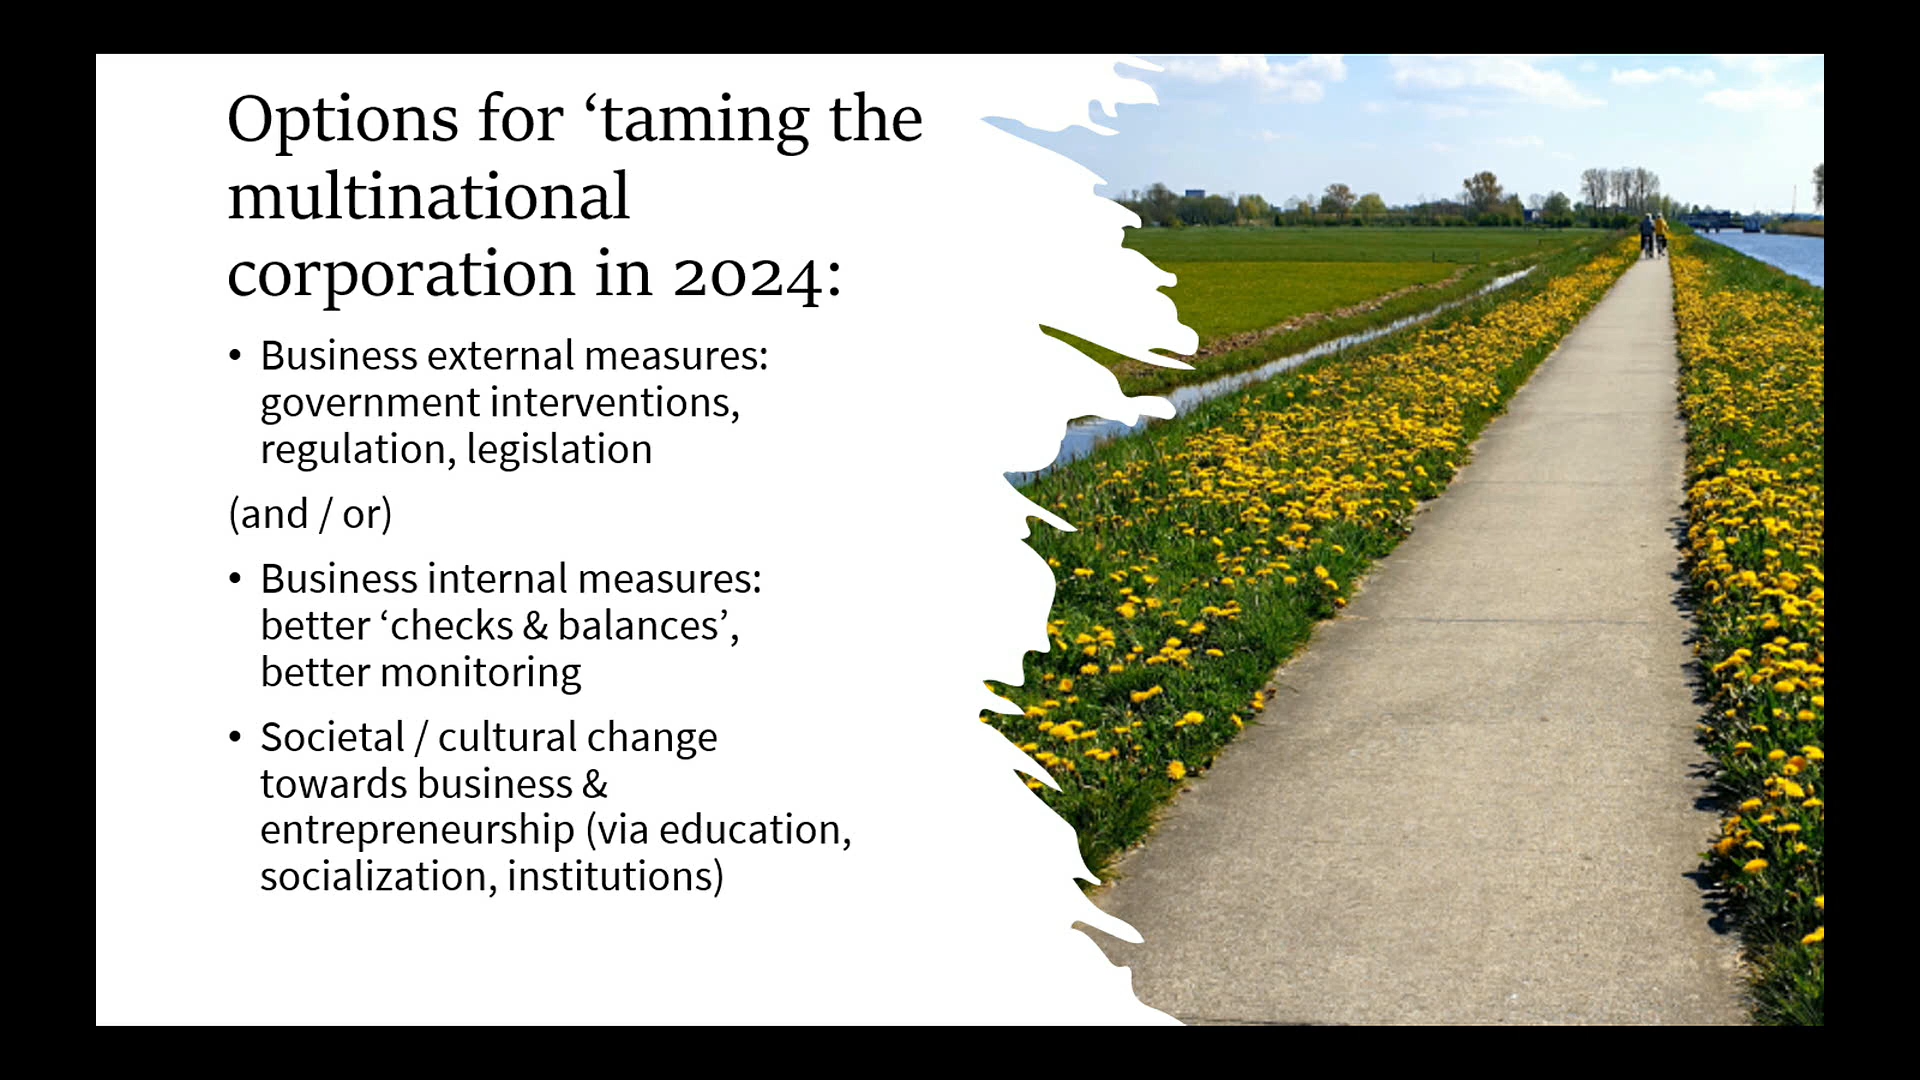 Options for ‘taming the
multinational
corporation in 2024:
• Business external measures:
government interventions,
regulation, legislation
(and / or)
• Business internal measures:
better ‘checks & balances’,
better monitoring
• Societal / cultural change
towards business &
entrepreneurship (via education,
socialization, institutions)